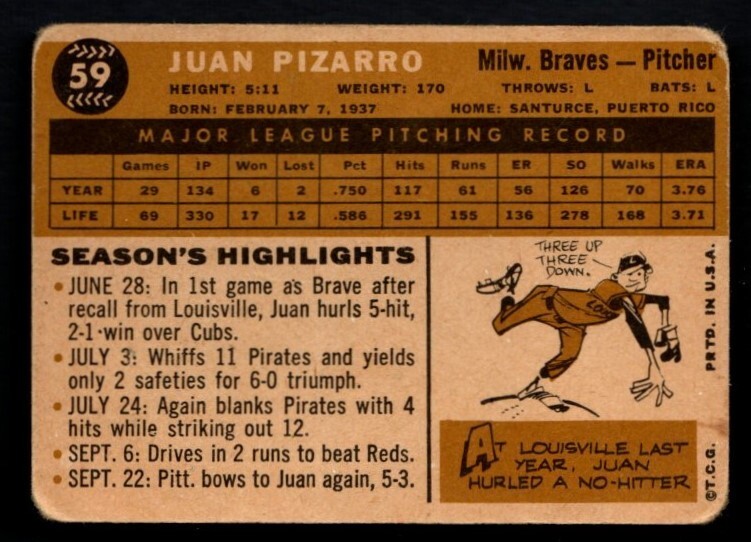 59
JUAN PIZARRO
Milw. Braves — Pitcher
HEIGHT: 5:11 WEIGHT: 170 THROWS: L BATS: L
BORN: FEBRUARY 7, 1937 HOME: SANTURCE, PUERTO RICO
MAJOR LEAGUE PITCHING RECORD
Games IP Won Lost Pct Hits Runs ER SO Walks ERA
YEAR 29 134 6 2 .750 117 61 56 126 70 3.76
LIFE 69 330 17 12 .586 291 155 136 278 168 3.71
SEASON'S HIGHLIGHTS
• JUNE 28: In 1st game as Brave after
recall from Louisville, Juan hurls 5-hit,
2-1 win over Cubs.
• JULY 3: Whiffs 11 Pirates and yields
only 2 safeties for 6-0 triumph.
• JULY 24: Again blanks Pirates with 4
hits while striking out 12.
• SEPT. 6: Drives in 2 runs to beat Reds.
• SEPT. 22: Pitt. bows to Juan again, 5-3.
THREE UP
THREE
DOWN.
L
LOU
AT LOUISVILLE LAST
YEAR, JUAN
HURLED A NO-HITTER
©T.C.G. PRTD. IN U.S.A.